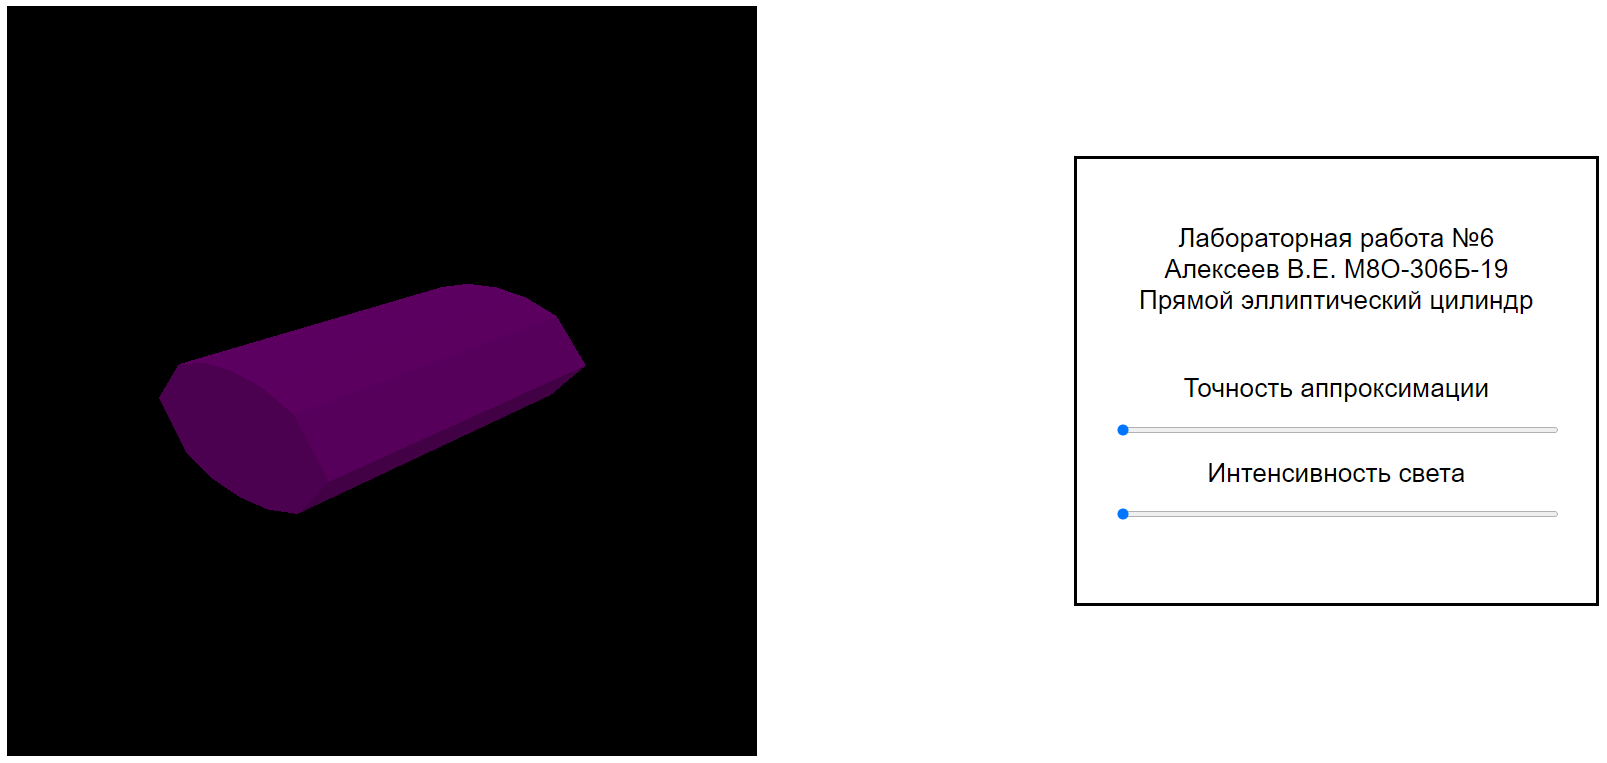 Лабораторная работа №6
Алексеев В.Е. М8О-306Б-19
Прямой эллиптический цилиндр
Точность аппроксимации
Интенсивность света